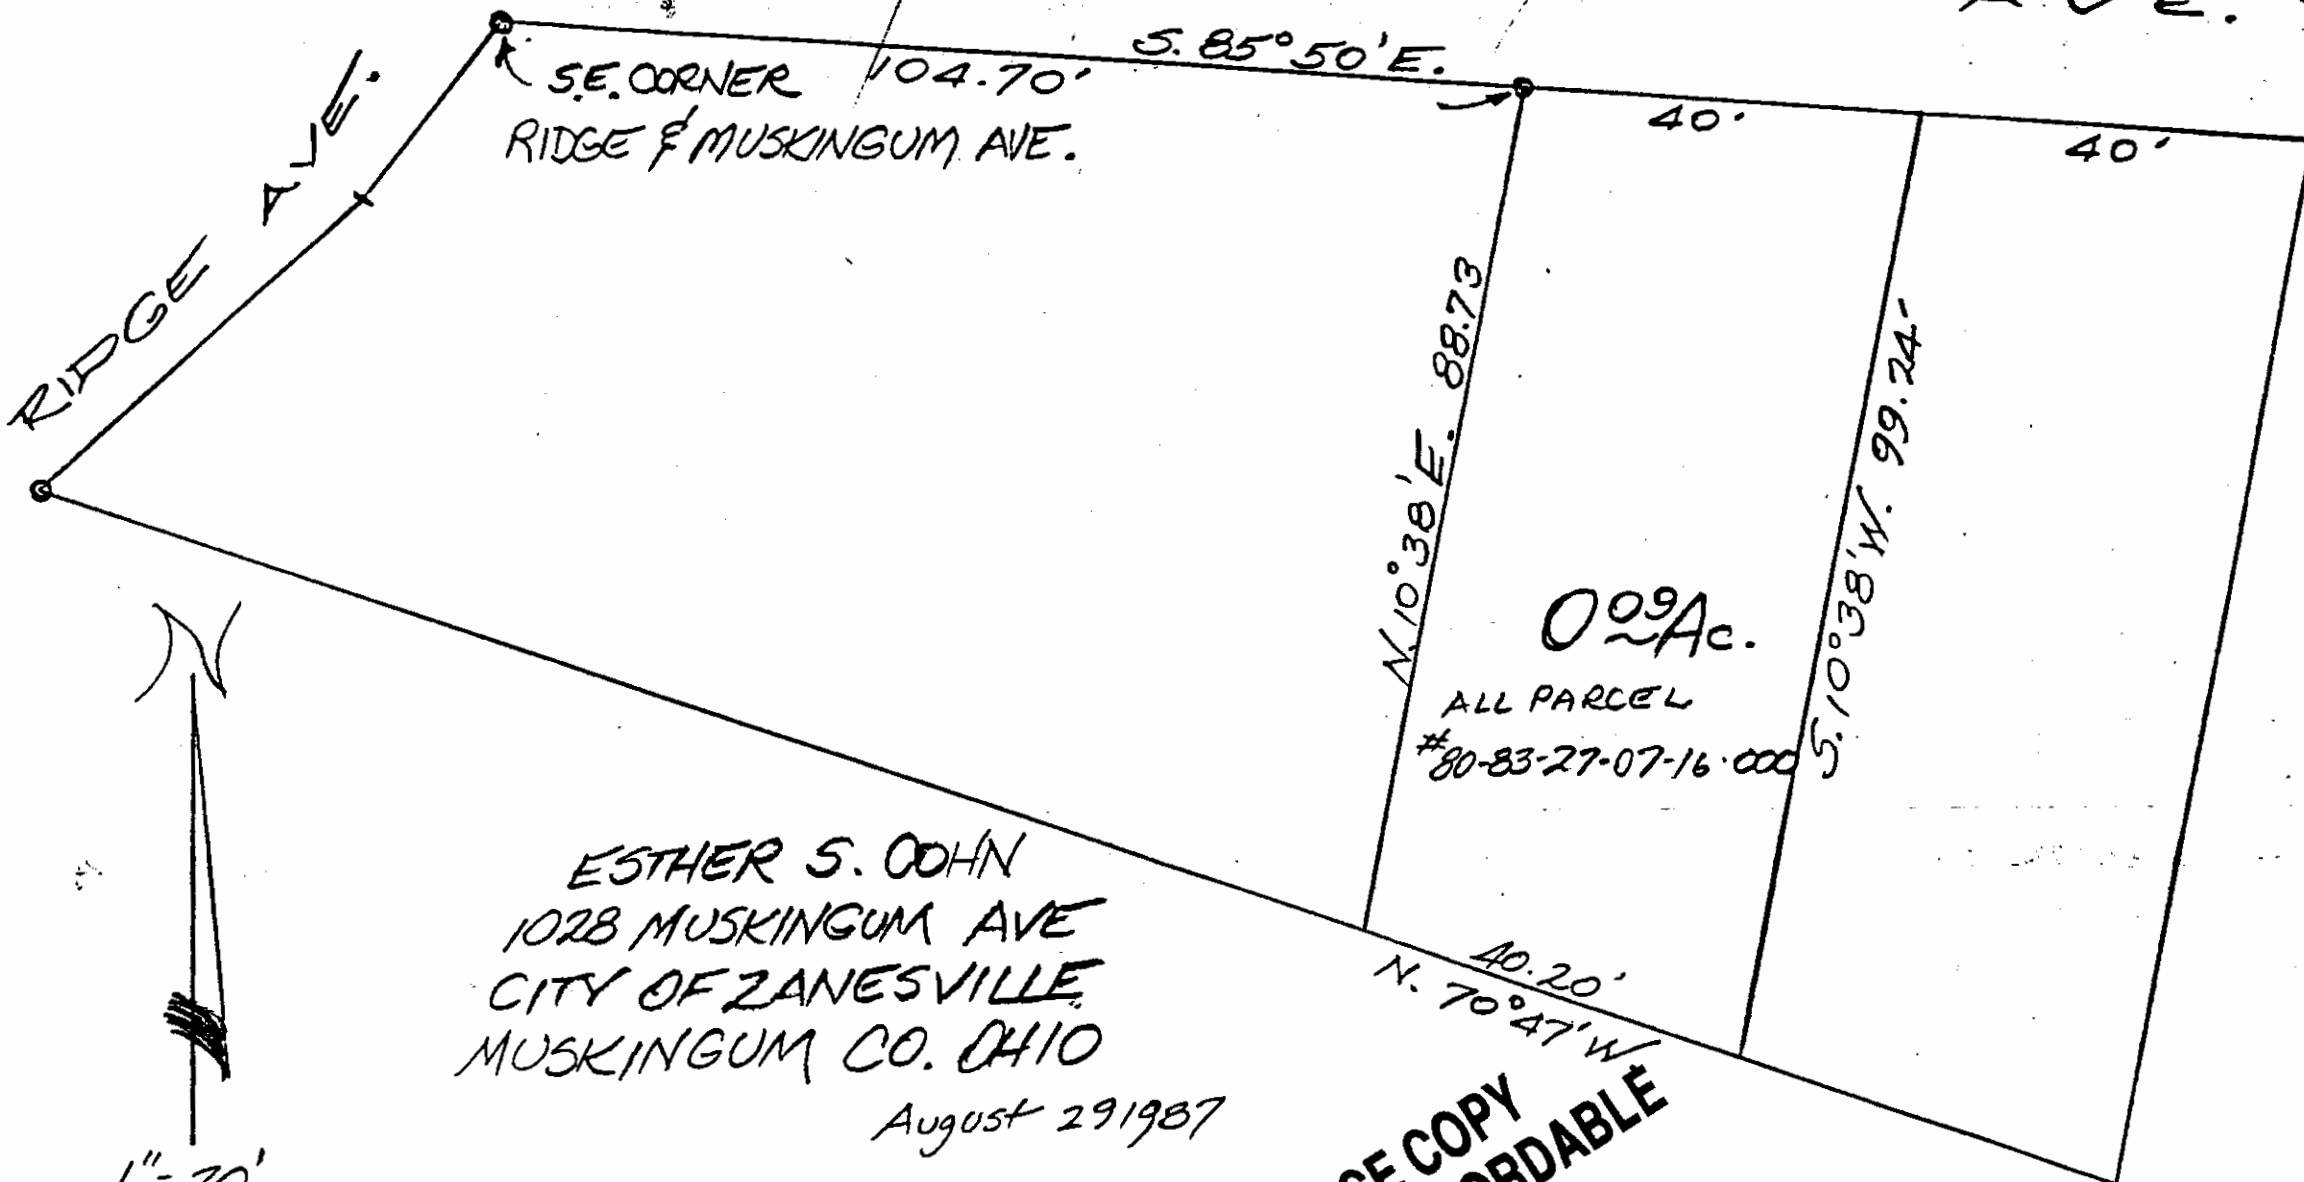 AVE.
S. 85°50'E.
104.70'
S.E. CORNER
RIDGE & MUSKINGUM AVE.
40'
40'
RIDGE AVE.
N. 10°38'E. 88.73
S. 10°38'W. 99.24'
0.09 Ac.
ALL PARCEL
#80-83-27-07-16.000
N
ESTHER S. COHN
1028 MUSKINGUM AVE
CITY OF ZANESVILLE
MUSKINGUM CO. OHIO
August 29 1987
40.20'
N. 70°47'W
COPY